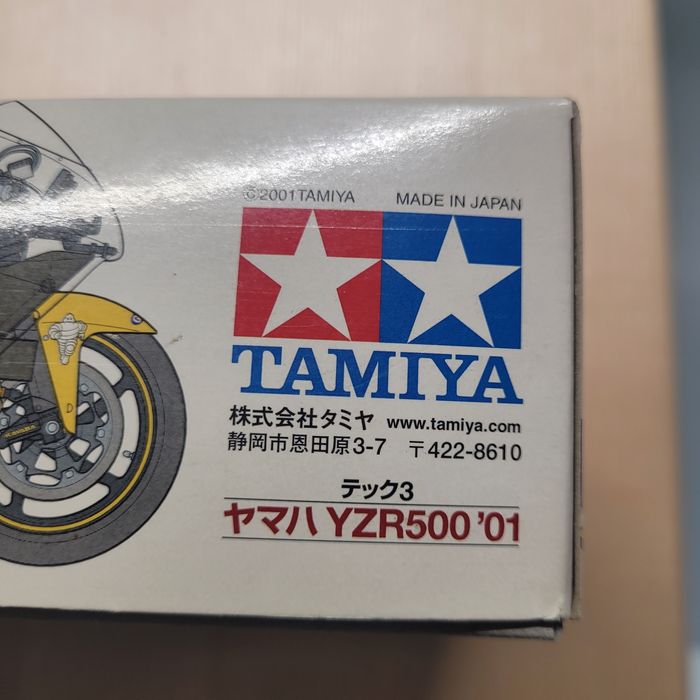 ©2001TAMIYA MADE IN JAPAN
TAMIYA
株式会社タミヤ www.tamiya.com
静岡市恩田原3-7 〒422-8610
テック3
ヤマハ YZR500 '01
D